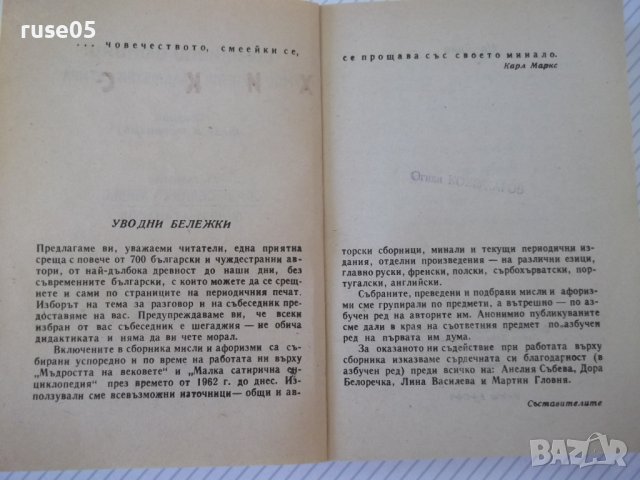 ruse05
... човечеството, смеейки се,
УВОДНИ БЕЛЕЖКИ
Предлагаме ви, уважаеми читатели, една приятна
среща с повече от 700 български и чуждестранни ав-
тори, от най-дълбока древност до наши дни, без
съвременните български, с които можете да се срещ-
нете и сами по страниците на периодичния печат.
Изборът на тема за разговор и на събеседник пре-
доставяме на вас. Предупреждаваме ви, че всеки
избран от вас събеседник е шегаджия — не обича
дидактиката и няма да ви чете морал.
Включените в сборника мисли и афоризми са съ-
бирани успоредно и по време на работата ни върху
„Мъдростта на вековете“ и „Малка сатирична ен-
циклопедия“ през времето от 1962 г. до днес. Из-
ползували сме всевъзможни източници — общи и ав-
се прощава със своето минало.
Карл Маркс
Огнян
торски сборници, минали и текущи периодични из-
дания, отделни произведения — на различни езици,
главно руски, френски, полски, сърбохърватски, пор-
тугалски, английски.
Събраните, преведени и подбрани мисли и афори-
зми сме групирали по предмети, а вътрешно — по аз-
бучен ред на авторите им. Анонимно публикуваните
сме дали в края на съответния предмет по азбучен
ред на първата им дума.
За оказаното ни съдействие при работата върху
сборника изказваме сърдечната си благодарност (в
азбучен ред) преди всичко на: Анелия Събева, Дора
Белоречка, Лина Василева и Мартин Гловня.
Съставителите
bazar.bg